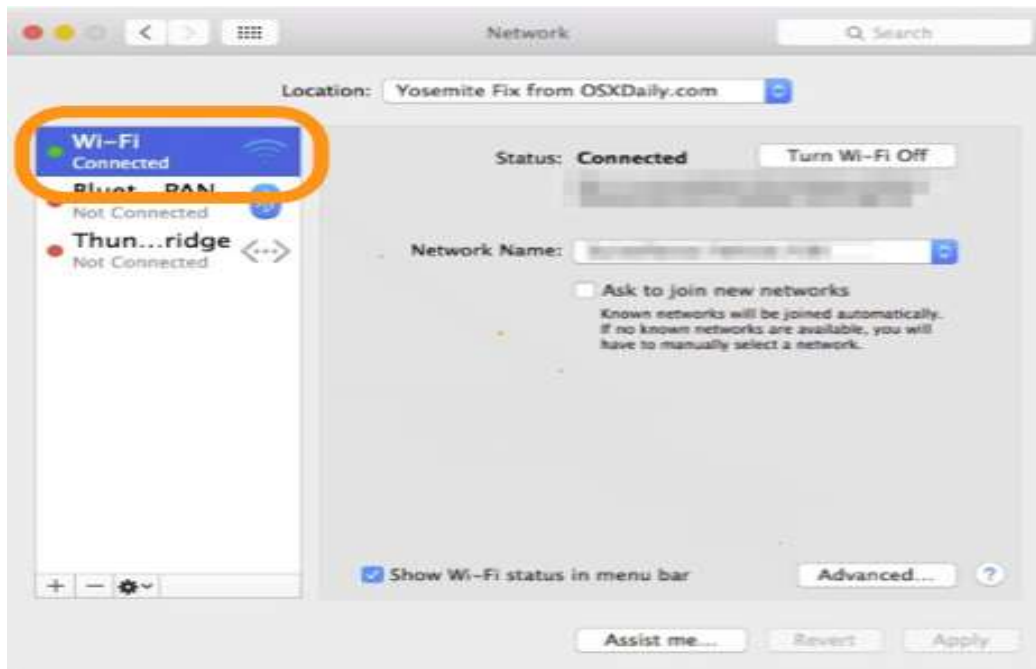 Network
Search
Location: Yosemite Fix from OSXDaily.com
Wi-Fi
Connected
Bluet...PAN
Not Connected
Thun...ridge
Not Connected
Status: Connected
Turn Wi-Fi Off
Network Name:
Ask to join new networks
Known networks will be joined automatically.
If no known networks are available, you will
have to manually select a network.
Show Wi-Fi status in menu bar
Advanced...
?
Assist me...
Revert
Apply